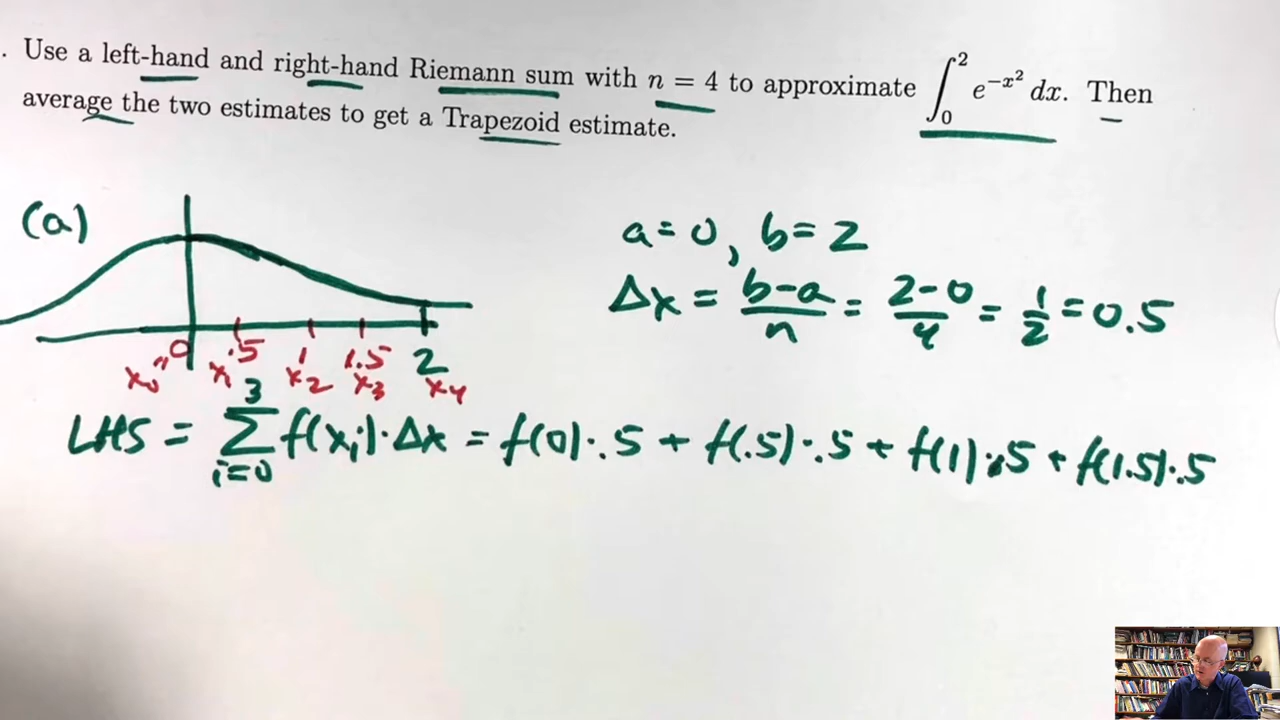 . Use a left-hand and right-hand Riemann sum with n = 4 to approximate ∫₀² e^{−x²} dx. Then
average the two estimates to get a Trapezoid estimate.
(a)
a=0, b=2
Δx = (b-a)/n = (2-0)/4 = 1/2 = 0.5
0 .5 1 1.5 2
x₀ x₁ x₂ x₃ x₄
LHS = ∑_{i=0}^{3} f(xᵢ)·Δx = f(0)·.5 + f(.5)·.5 + f(1)·.5 + f(1.5)·.5